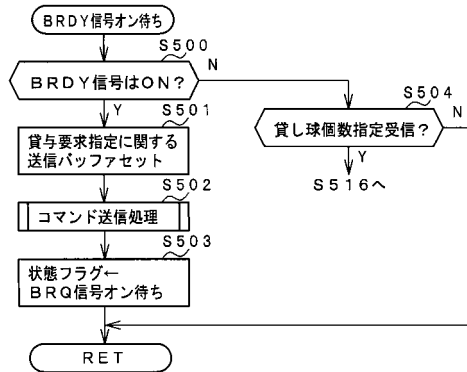 BRDY信号オン待ち
S500
BRDY信号はON?
N
Y
S501
貸与要求指定に関する
送信バッファセット
S502
コマンド送信処理
S503
状態フラグ←
BRQ信号オン待ち
RET
S504
貸し球個数指定受信?
N
Y
S516へ